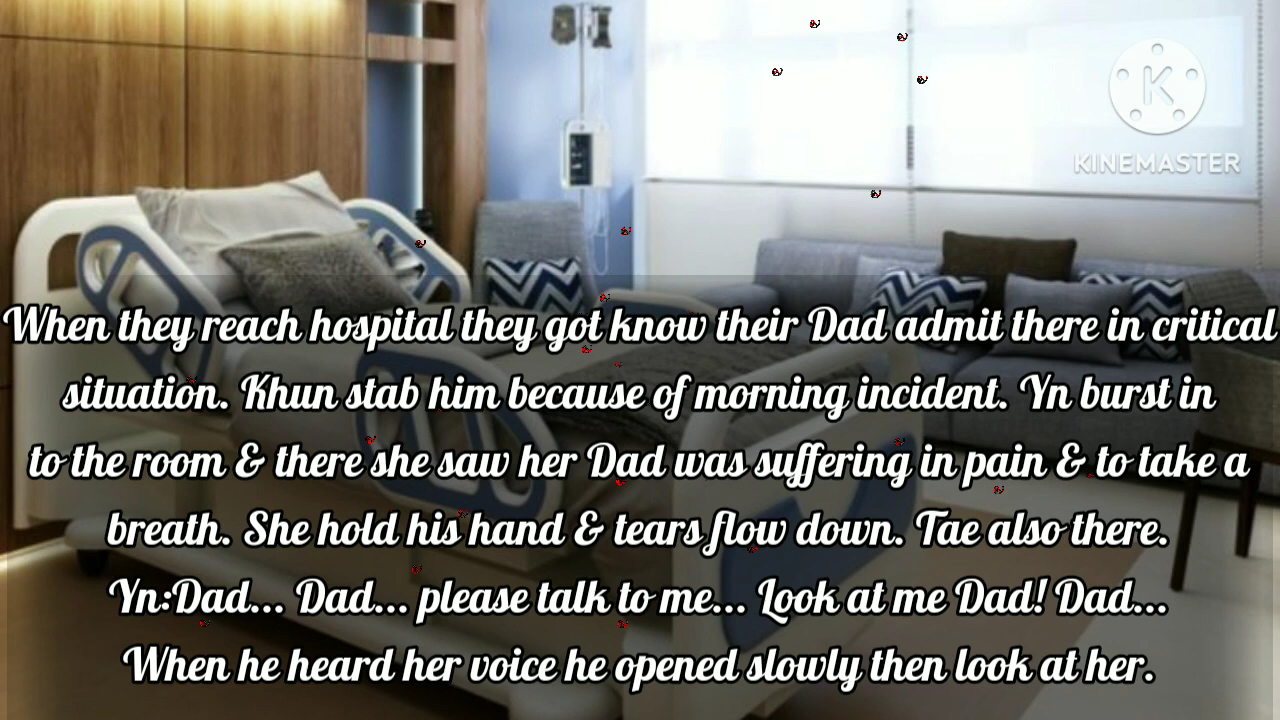 KINEMASTER
When they reach hospital they got know their Dad admit there in critical
situation. Khun stab him because of morning incident. Yn burst in
to the room & there she saw her Dad was suffering in pain & to take a
breath. She hold his hand & tears flow down. Tae also there.
Yn:Dad... Dad... please talk to me... Look at me Dad! Dad...
When he heard her voice he opened slowly then look at her.